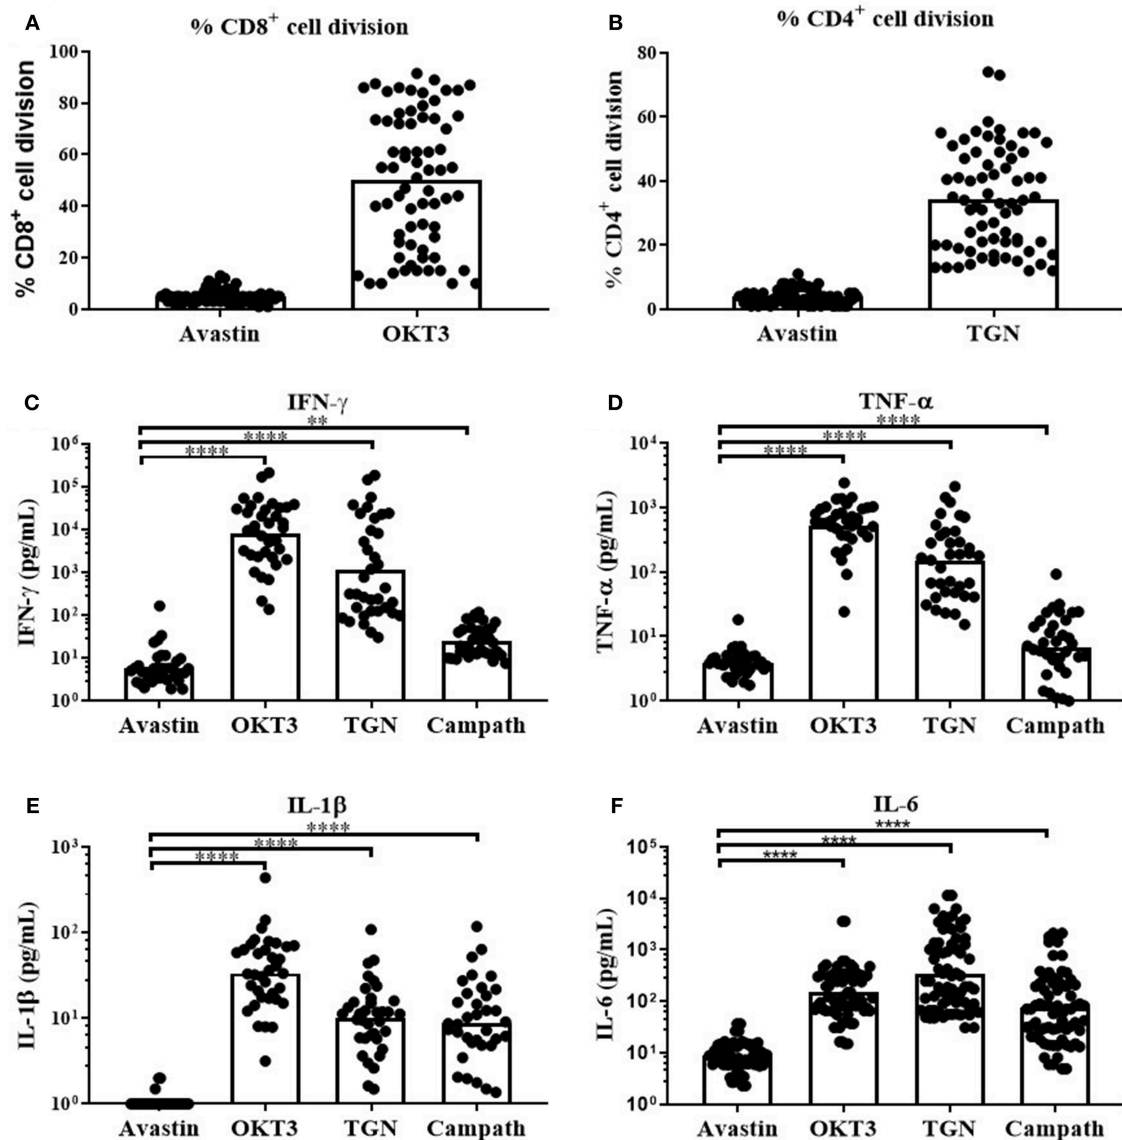 A
% CD8⁺ cell division
% CD8⁺ cell division
100
80
60
40
20
0
Avastin OKT3
B
% CD4⁺ cell division
% CD4⁺ cell division
80
60
40
20
0
Avastin TGN
C
IFN-γ
**
****
****
IFN-γ (pg/mL)
10⁶
10⁵
10⁴
10³
10²
10¹
10⁰
Avastin OKT3 TGN Campath
D
TNF-α
****
****
****
TNF-α (pg/mL)
10⁴
10³
10²
10¹
10⁰
Avastin OKT3 TGN Campath
E
IL-1β
****
****
****
IL-1β (pg/mL)
10³
10²
10¹
10⁰
Avastin OKT3 TGN Campath
F
IL-6
****
****
****
IL-6 (pg/mL)
10⁵
10⁴
10³
10²
10¹
10⁰
Avastin OKT3 TGN Campath